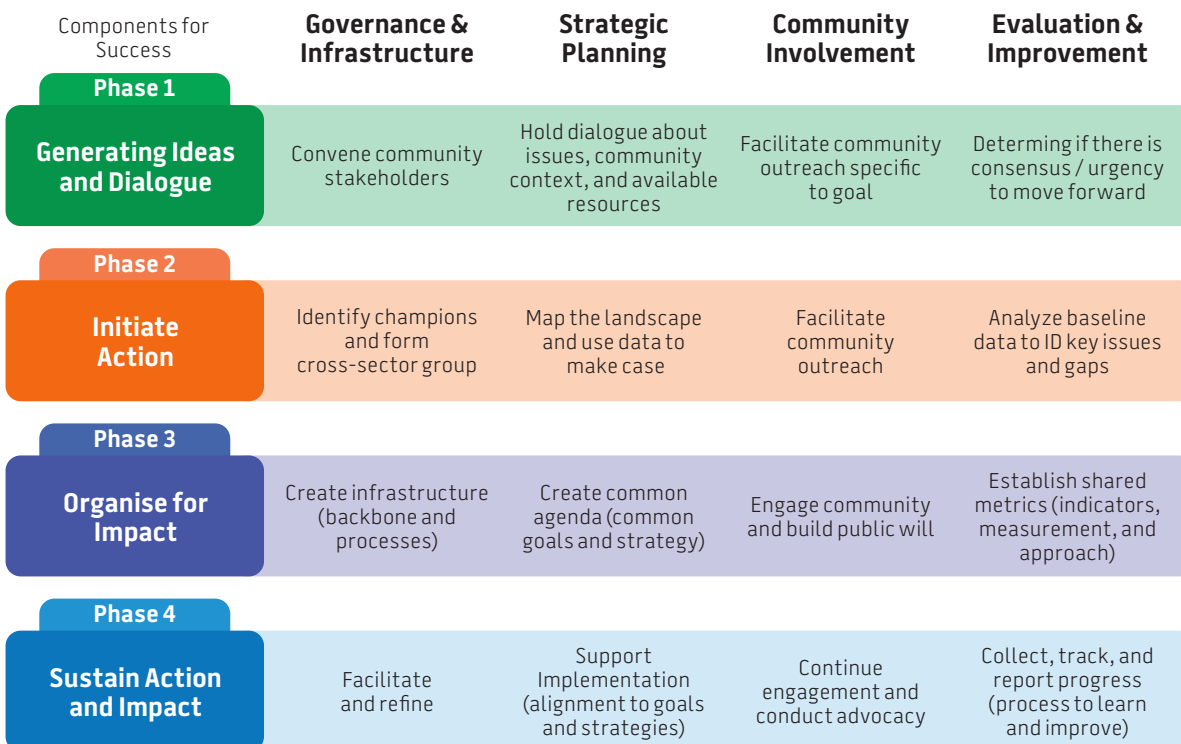 Components for
Success
Governance &
Infrastructure
Strategic
Planning
Community
Involvement
Evaluation &
Improvement
Phase 1
Generating Ideas
and Dialogue
Convene community
stakeholders
Hold dialogue about
issues, community
context, and available
resources
Facilitate community
outreach specific
to goal
Determing if there is
consensus / urgency
to move forward
Phase 2
Initiate
Action
Identify champions
and form
cross-sector group
Map the landscape
and use data to
make case
Facilitate
community
outreach
Analyze baseline
data to ID key issues
and gaps
Phase 3
Organise for
Impact
Create infrastructure
(backbone and
processes)
Create common
agenda (common
goals and strategy)
Engage community
and build public will
Establish shared
metrics (indicators,
measurement, and
approach)
Phase 4
Sustain Action
and Impact
Facilitate
and refine
Support
Implementation
(alignment to goals
and strategies)
Continue
engagement and
conduct advocacy
Collect, track, and
report progress
(process to learn
and improve)